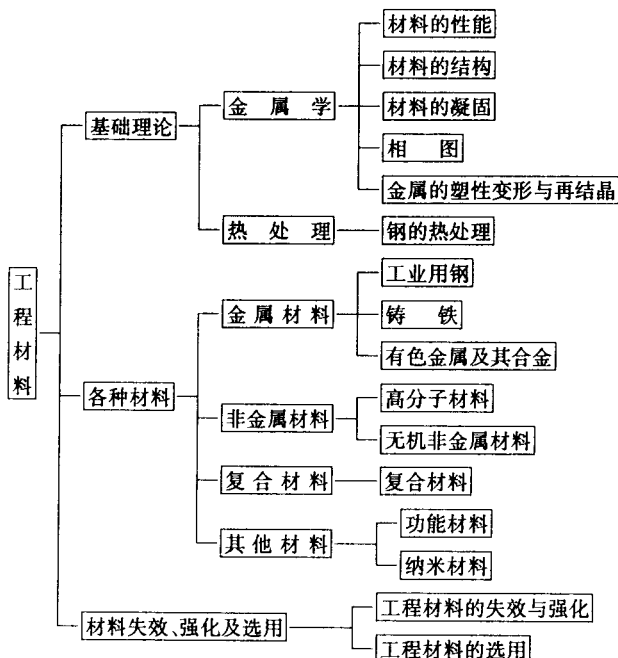 工程材料
基础理论
金属学
材料的性能
材料的结构
材料的凝固
相图
金属的塑性变形与再结晶
热处理
钢的热处理
各种材料
金属材料
工业用钢
铸铁
有色金属及其合金
非金属材料
高分子材料
无机非金属材料
复合材料
复合材料
其他材料
功能材料
纳米材料
材料失效、强化及选用
工程材料的失效与强化
工程材料的选用